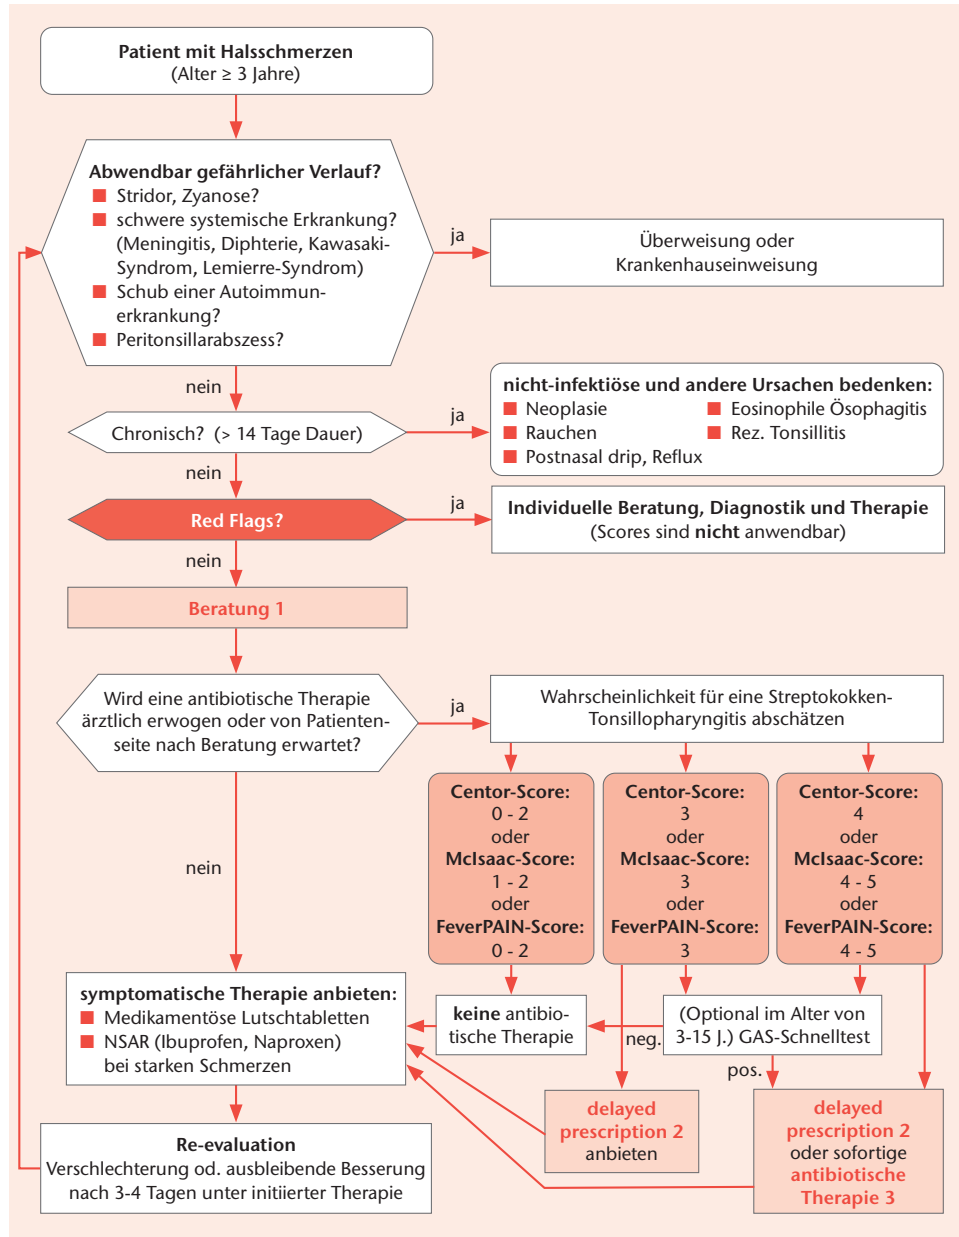 Patient mit Halsschmerzen
(Alter ≥ 3 Jahre)
Abwendbar gefährlicher Verlauf?
Stridor, Zyanose?
schwere systemische Erkrankung?
(Meningitis, Diphterie, Kawasaki-
Syndrom, Lemierre-Syndrom)
Schub einer Autoimmun-
erkrankung?
Peritonsillarabszess?
ja
Überweisung oder
Krankenhauseinweisung
nein
Chronisch? (> 14 Tage Dauer)
ja
nicht-infektiöse und andere Ursachen bedenken:
Neoplasie
Rauchen
Postnasal drip, Reflux
Eosinophile Ösophagitis
Rez. Tonsillitis
nein
Red Flags?
ja
Individuelle Beratung, Diagnostik und Therapie
(Scores sind nicht anwendbar)
nein
Beratung 1
Wird eine antibiotische Therapie
ärztlich erwogen oder von Patienten-
seite nach Beratung erwartet?
ja
Wahrscheinlichkeit für eine Streptokokken-
Tonsillopharyngitis abschätzen
Centor-Score:
0 - 2
oder
McIsaac-Score:
1 - 2
oder
FeverPAIN-Score:
0 - 2
Centor-Score:
3
oder
McIsaac-Score:
3
oder
FeverPAIN-Score:
3
Centor-Score:
4
oder
McIsaac-Score:
4 - 5
oder
FeverPAIN-Score:
4 - 5
nein
symptomatische Therapie anbieten:
Medikamentöse Lutschtabletten
NSAR (Ibuprofen, Naproxen)
bei starken Schmerzen
keine antibio-
tische Therapie
neg.
(Optional im Alter von
3-15 J.) GAS-Schnelltest
pos.
delayed
prescription 2
anbieten
delayed
prescription 2
oder sofortige
antibiotische
Therapie 3
Re-evaluation
Verschlechterung od. ausbleibende Besserung
nach 3-4 Tagen unter initiierter Therapie